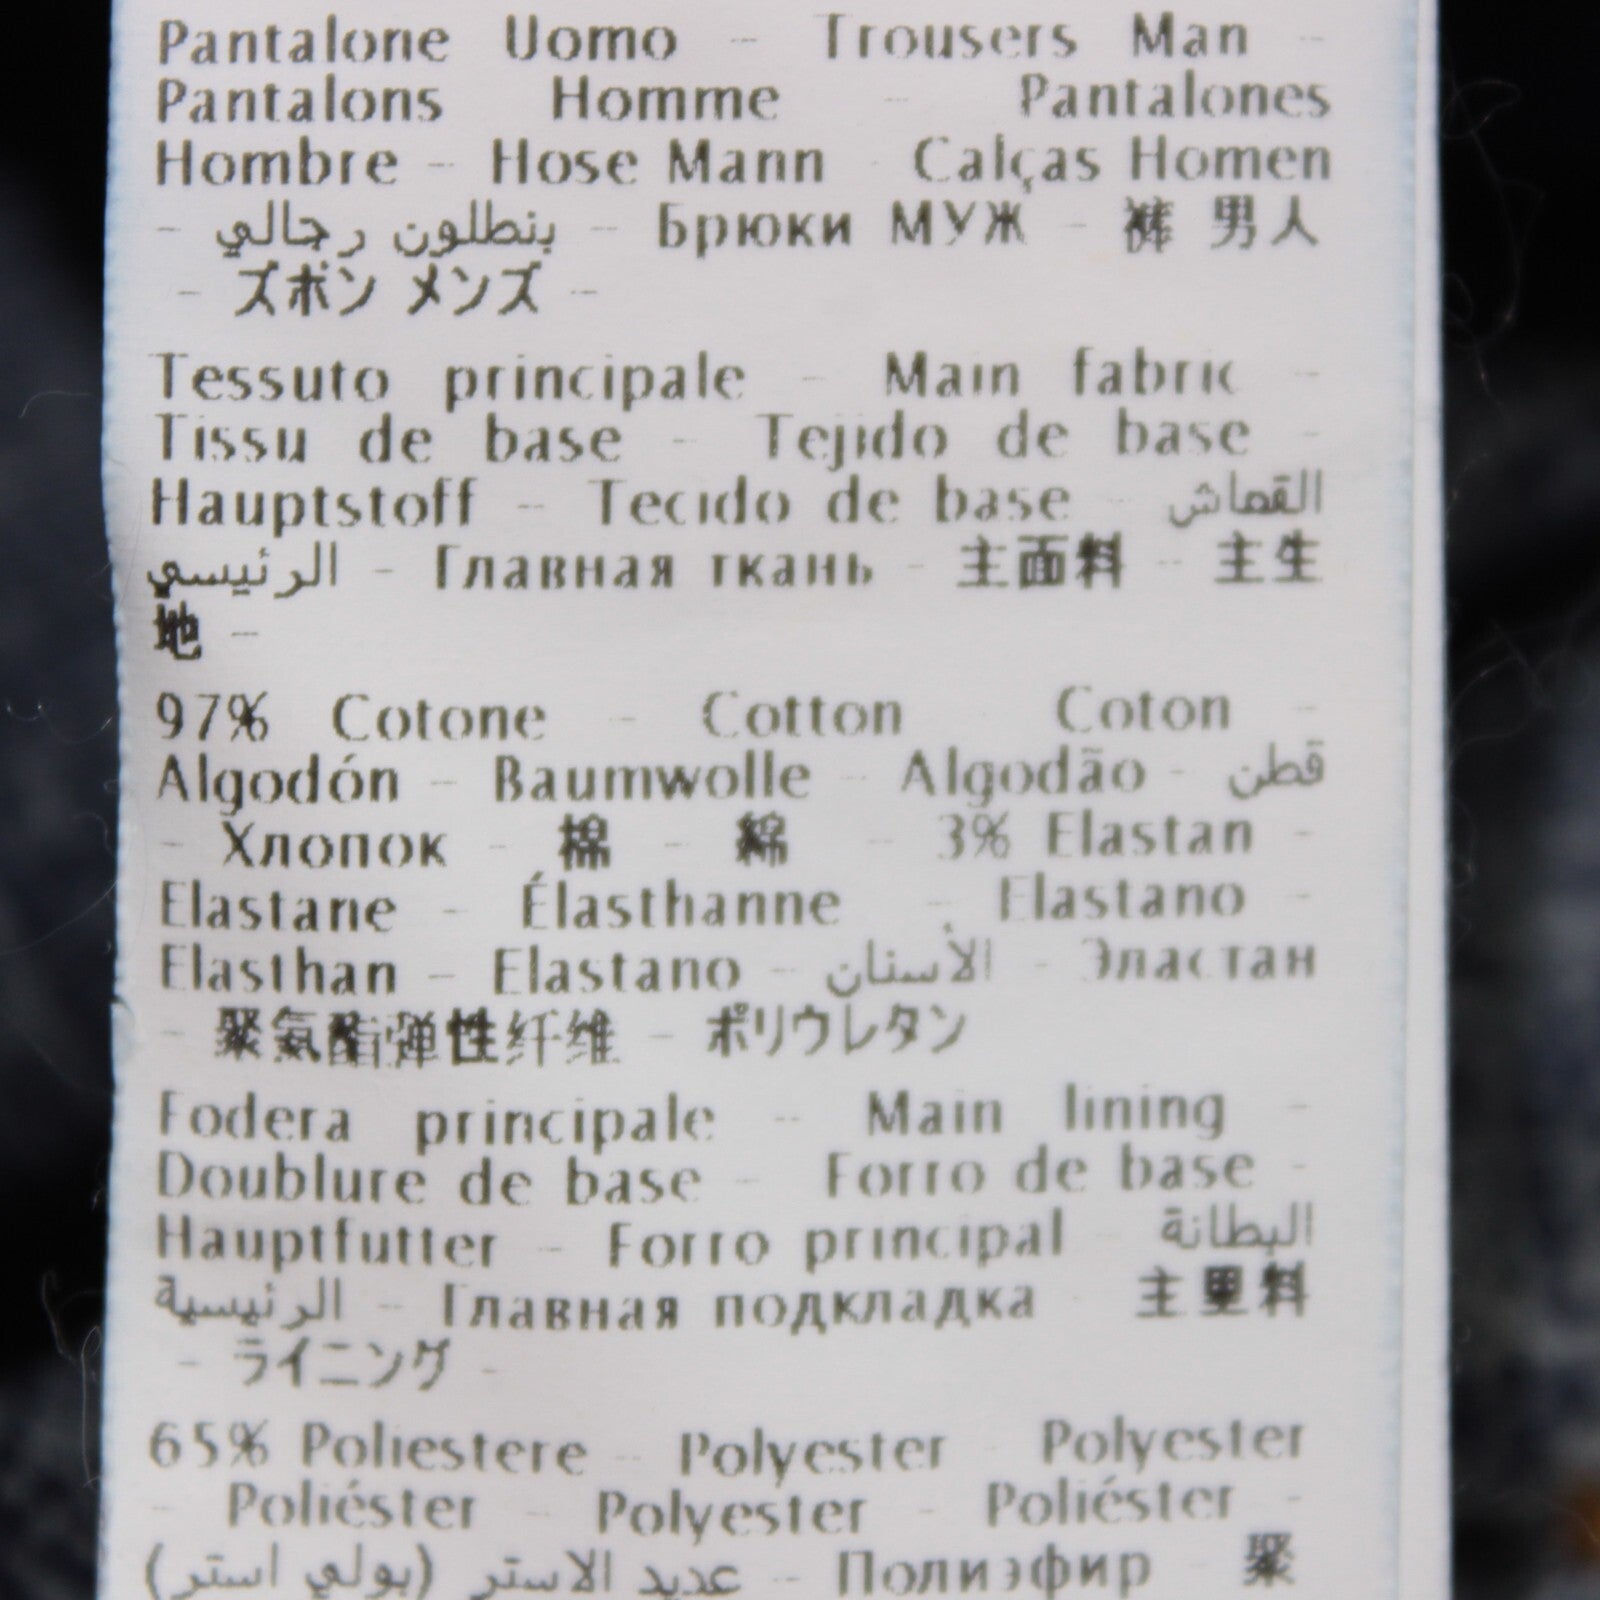 Pantalone Uomo - Trousers Man -
Pantalons Homme - Pantalones
Hombre - Hose Mann - Calças Homen
- بنطلون رجالي - Брюки МУЖ - 裤 男人
- ズボン メンズ -
Tessuto principale - Main fabric -
Tissu de base - Tejido de base -
Hauptstoff - Tecido de base - القماش
الرئيسي - Главная ткань - 主面料 - 主生
地 -
97% Cotone - Cotton - Coton -
Algodón - Baumwolle - Algodão - قطن
- Хлопок - 棉 - 綿 - 3% Elastan -
Elastane - Élasthanne - Elastano -
Elasthan - Elastano - الأسنان - Эластан
- 聚氨酯弹性纤维 - ポリウレタン
Fodera principale - Main lining -
Doublure de base - Forro de base -
Hauptfutter - Forro principal - البطانة
الرئيسية - Главная подкладка - 主里料
- ライニング -
65% Poliestere - Polyester - Polyester
- Poliéster - Polyester - Poliéster -
عديد الاستر (بولي استر) - Полиэфир - 聚